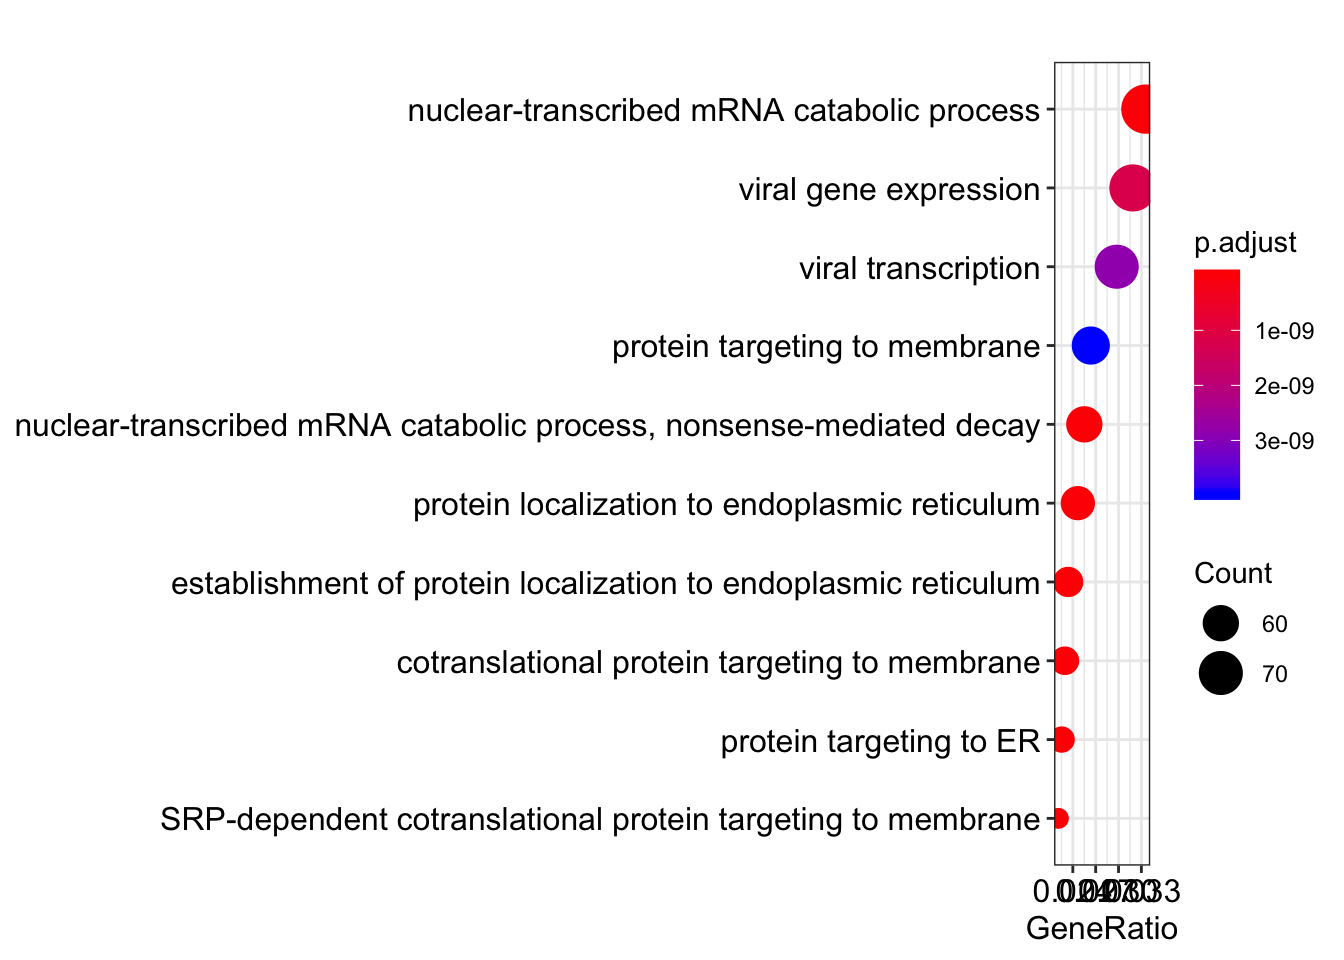 nuclear-transcribed mRNA catabolic process
viral gene expression
viral transcription
protein targeting to membrane
nuclear-transcribed mRNA catabolic process, nonsense-mediated decay
protein localization to endoplasmic reticulum
establishment of protein localization to endoplasmic reticulum
cotranslational protein targeting to membrane
protein targeting to ER
SRP-dependent cotranslational protein targeting to membrane
GeneRatio
p.adjust
1e-09
2e-09
3e-09
Count
60
70